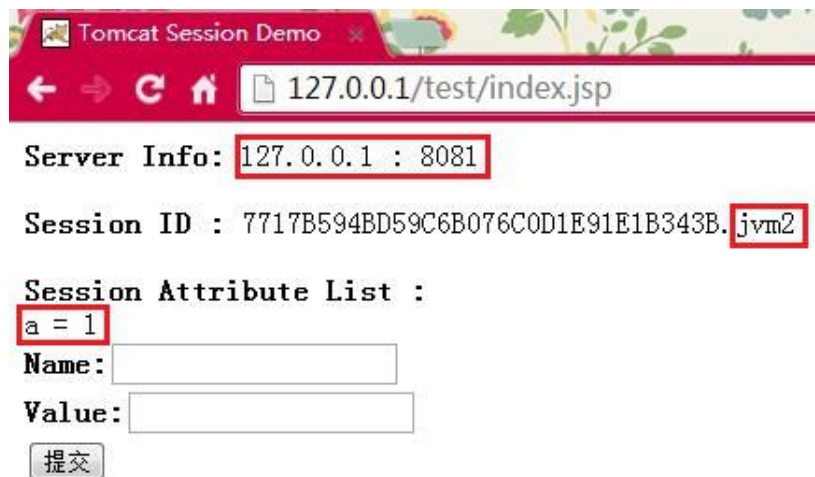 Tomcat Session Demo
127.0.0.1/test/index.jsp
Server Info: 127.0.0.1 : 8081
Session ID : 7717B594BD59C6B076C0D1E91E1B343B.jvm2
Session Attribute List :
a = 1
Name:
Value:
提交